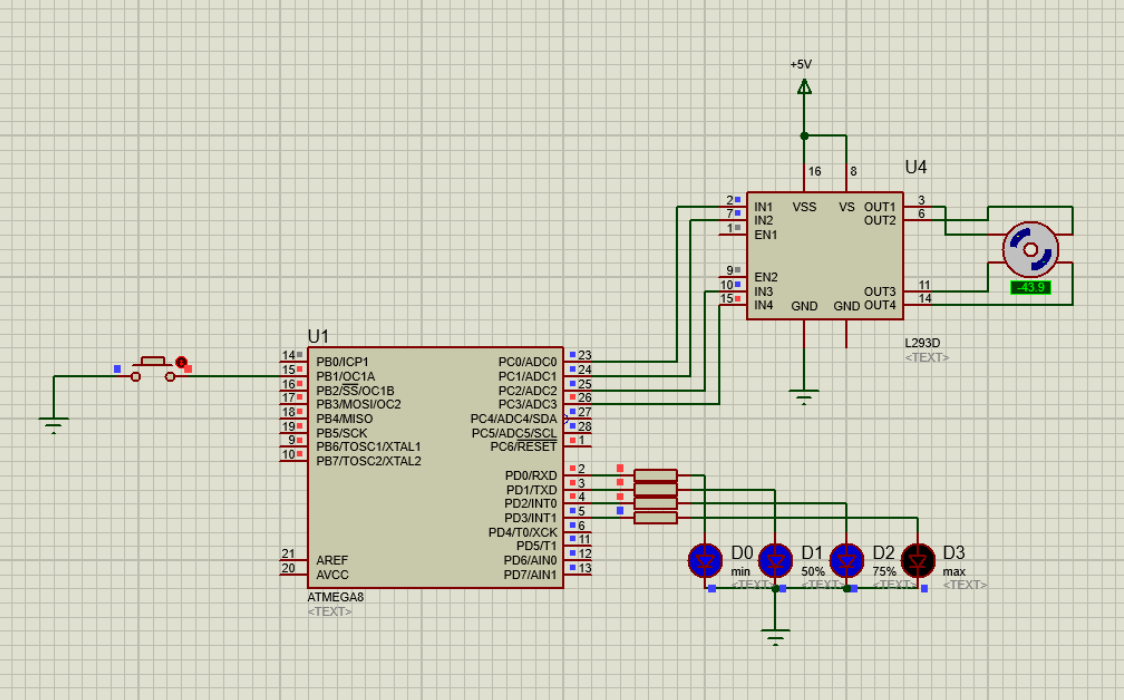 +5V
U4
16
8
2
IN1
VSS
VS
OUT1
3
7
IN2
OUT2
6
1
EN1
9
EN2
10
IN3
OUT3
11
15
IN4
GND
GND
OUT4
14
-43.9
L293D
<TEXT>
U1
14
PB0/ICP1
PC0/ADC0
23
15
PB1/OC1A
PC1/ADC1
24
16
PB2/SS/OC1B
PC2/ADC2
25
17
PB3/MOSI/OC2
PC3/ADC3
26
18
PB4/MISO
PC4/ADC4/SDA
27
19
PB5/SCK
PC5/ADC5/SCL
28
9
PB6/TOSC1/XTAL1
PC6/RESET
1
10
PB7/TOSC2/XTAL2
PD0/RXD
2
PD1/TXD
3
PD2/INT0
4
PD3/INT1
5
PD4/T0/XCK
6
PD5/T1
11
21
AREF
PD6/AIN0
12
20
AVCC
PD7/AIN1
13
ATMEGA8
<TEXT>
D0
D1
D2
D3
min
50%
75%
max
<TEXT>
<TEXT>
<TEXT>
<TEXT>